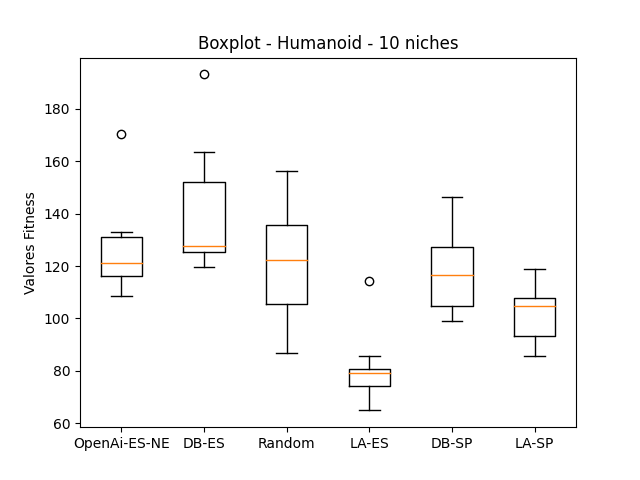 Boxplot - Humanoid - 10 niches
Valores Fitness
180
160
140
120
100
80
60
OpenAi-ES-NE DB-ES Random LA-ES DB-SP LA-SP